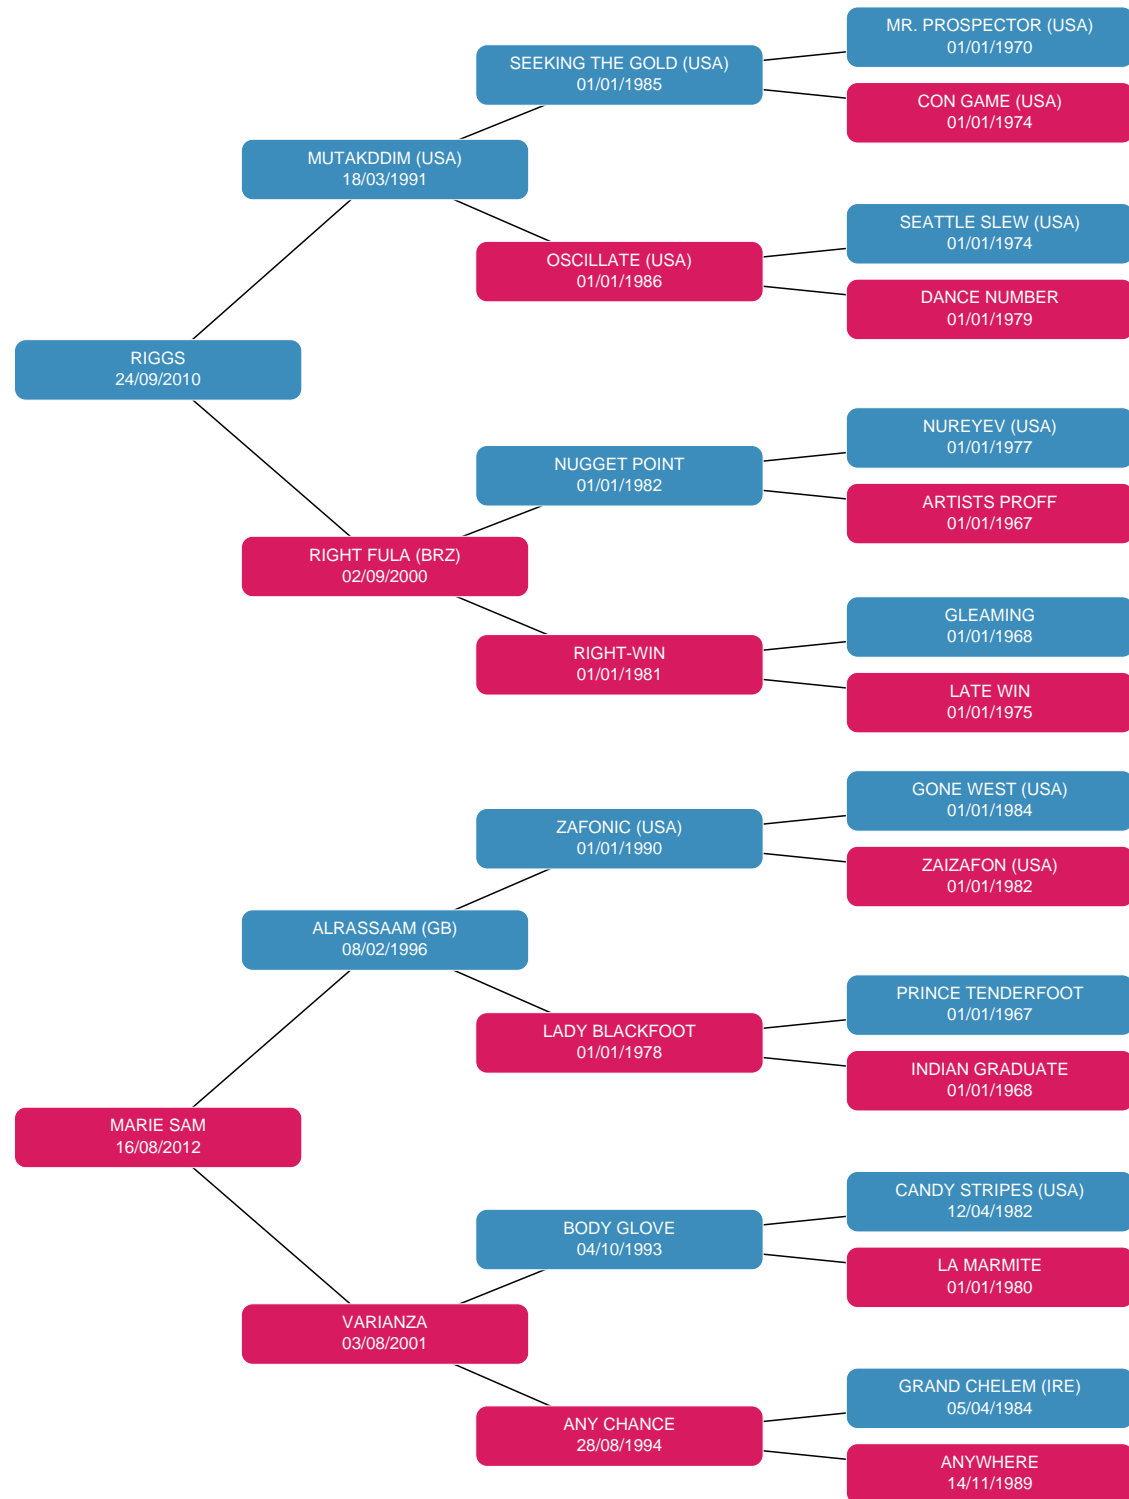 MR. PROSPECTOR (USA)
01/01/1970
SEEKING THE GOLD (USA)
01/01/1985
CON GAME (USA)
01/01/1974
MUTAKDDIM (USA)
18/03/1991
SEATTLE SLEW (USA)
01/01/1974
OSCILLATE (USA)
01/01/1986
DANCE NUMBER
01/01/1979
RIGGS
24/09/2010
NUREYEV (USA)
01/01/1977
NUGGET POINT
01/01/1982
ARTISTS PROFF
01/01/1967
RIGHT FULA (BRZ)
02/09/2000
GLEAMING
01/01/1968
RIGHT-WIN
01/01/1981
LATE WIN
01/01/1975
GONE WEST (USA)
01/01/1984
ZAFONIC (USA)
01/01/1990
ZAIZAFON (USA)
01/01/1982
ALRASSAAM (GB)
08/02/1996
PRINCE TENDERFOOT
01/01/1967
LADY BLACKFOOT
01/01/1978
INDIAN GRADUATE
01/01/1968
MARIE SAM
16/08/2012
CANDY STRIPES (USA)
12/04/1982
BODY GLOVE
04/10/1993
LA MARMITE
01/01/1980
VARIANZA
03/08/2001
GRAND CHELEM (IRE)
05/04/1984
ANY CHANCE
28/08/1994
ANYWHERE
14/11/1989